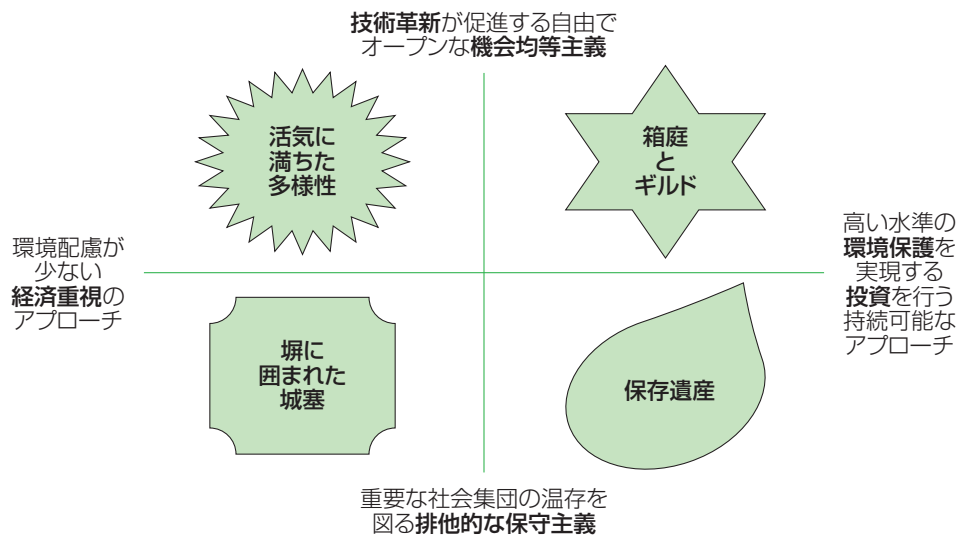 技術革新が促進する自由で
オープンな機会均等主義
活気に
満ちた
多様性
箱庭
と
ギルド
環境配慮が
少ない
経済重視の
アプローチ
高い水準の
環境保護を
実現する
投資を行う
持続可能な
アプローチ
塀に
囲まれた
城塞
保存遺産
重要な社会集団の温存を
図る排他的な保守主義